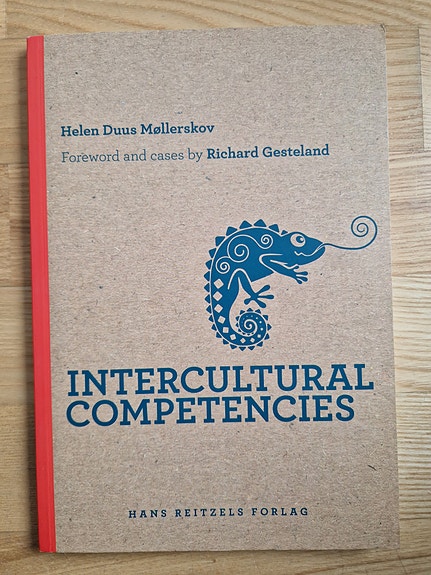 Helen Duus Møllerskov
Foreword and cases by Richard Gesteland
INTERCULTURAL
COMPETENCIES
HANS REITZELS FORLAG